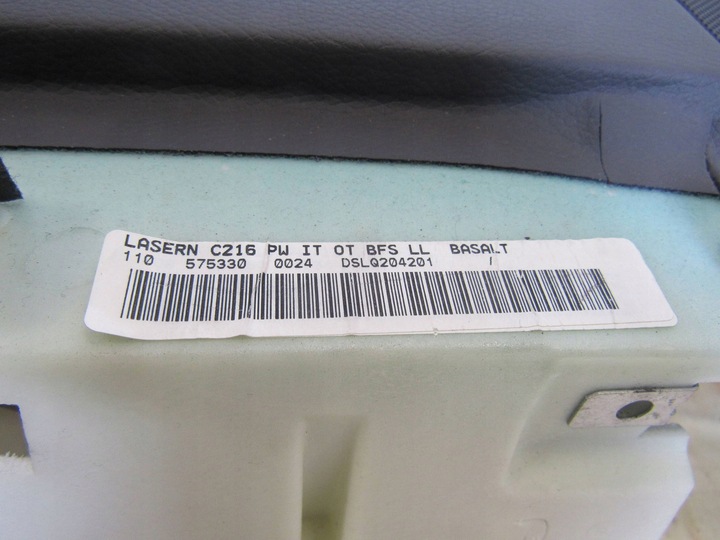 LASERN C216 PW IT OT BFS LL BASALT
110 575330 0024 DSLQ204201 /